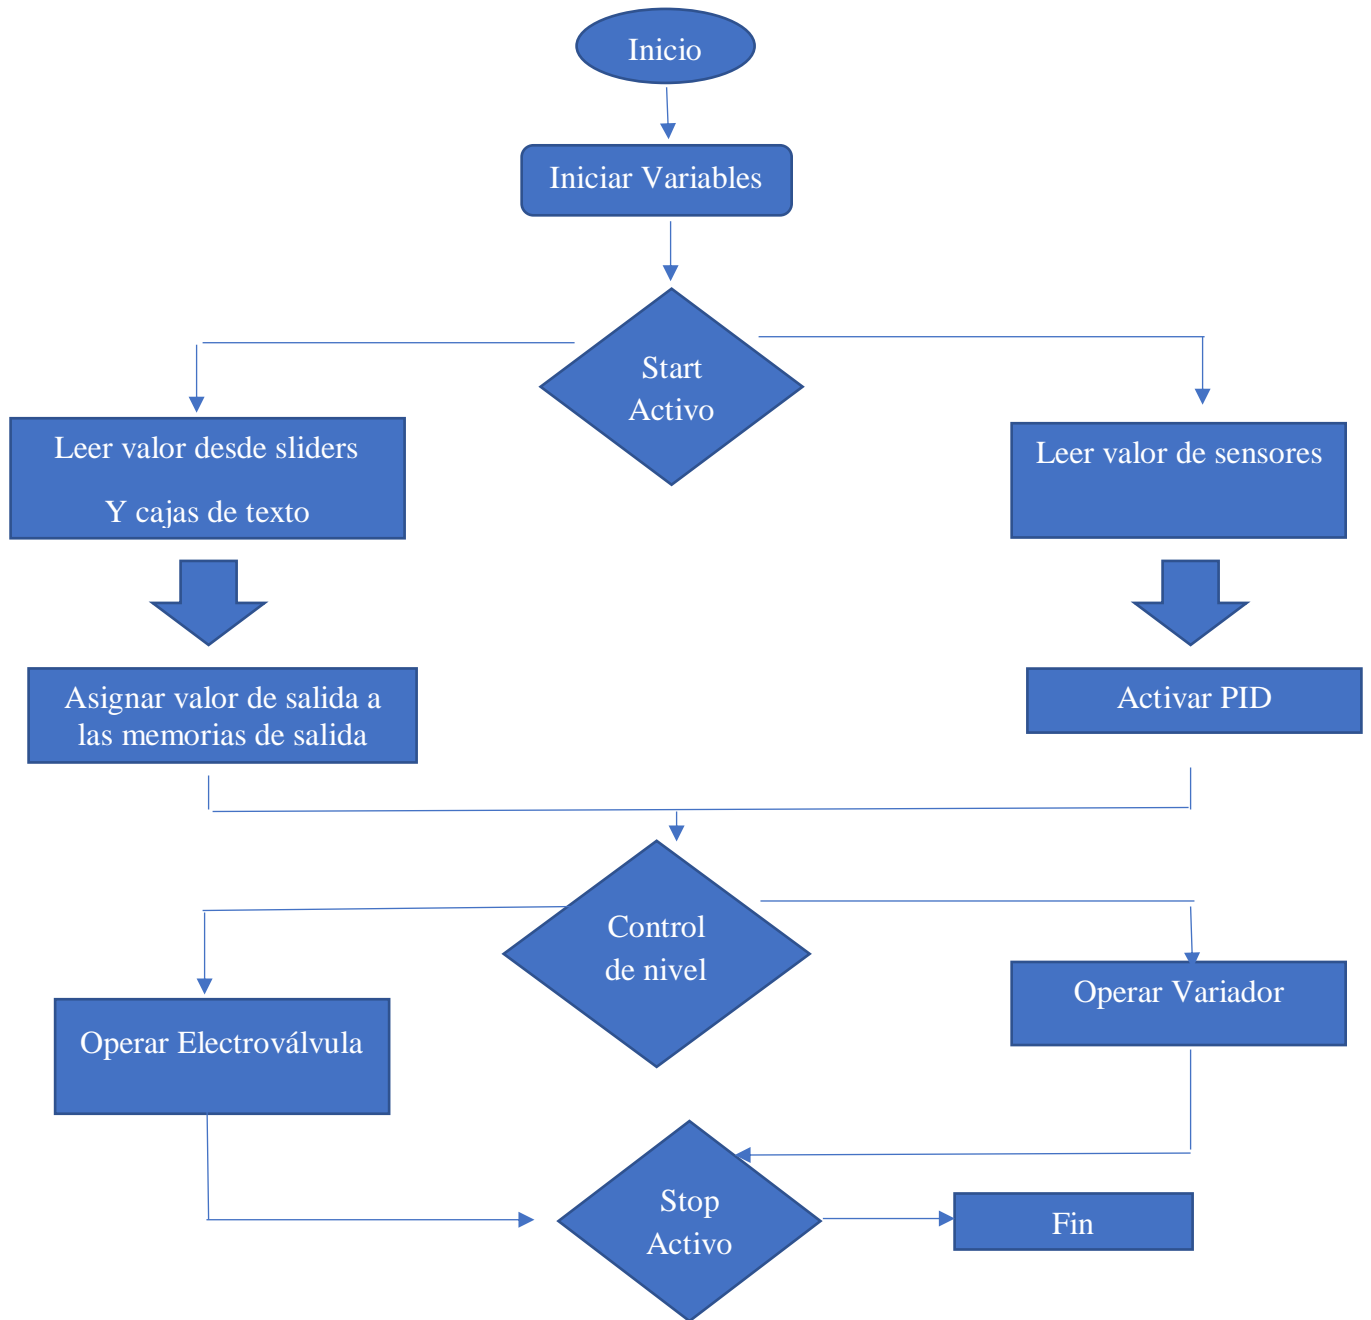 Inicio
Iniciar Variables
Start
Activo
Leer valor desde sliders
Y cajas de texto
Leer valor de sensores
Asignar valor de salida a
las memorias de salida
Activar PID
Control
de nivel
Operar Electroválvula
Operar Variador
Stop
Activo
Fin